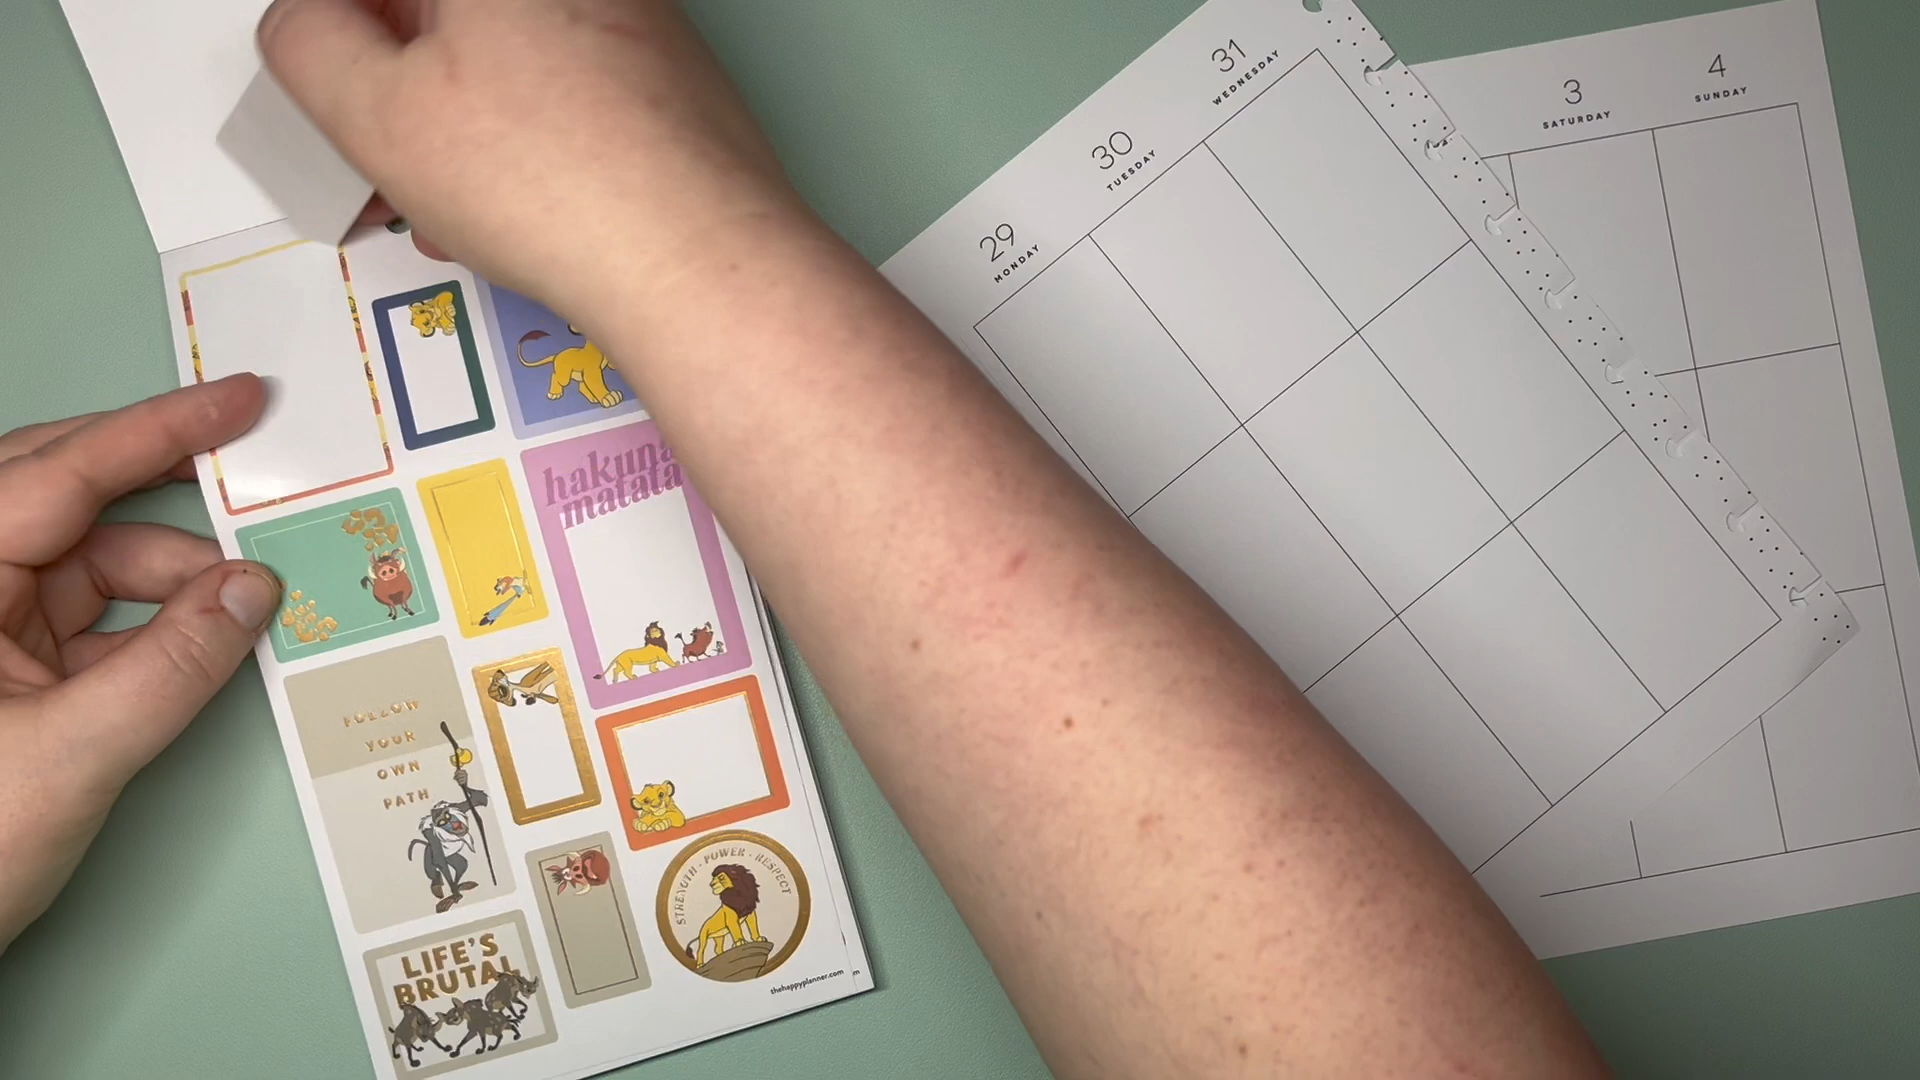 hakuna
matata
FOLLOW
YOUR
OWN
PATH
STRENGTH - POWER - RESPECT
LIFE'S
BRUTAL
thehappyplanner.com
29
MONDAY
30
TUESDAY
31
WEDNESDAY
3
SATURDAY
4
SUNDAY